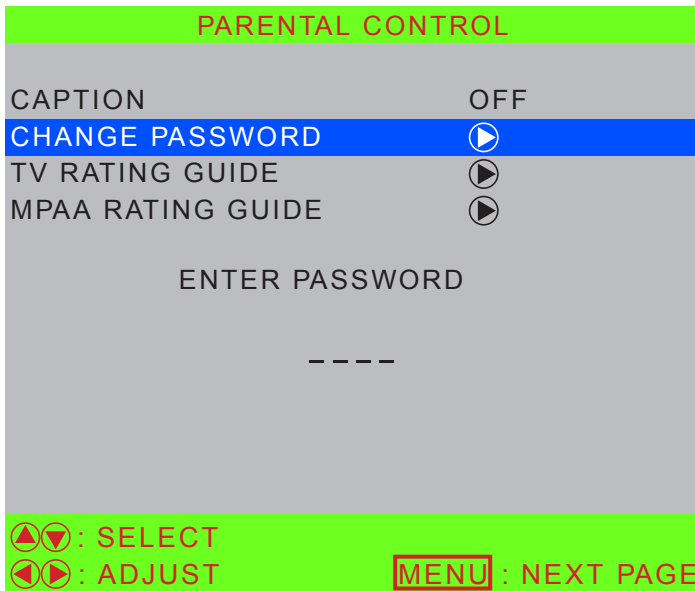 PARENTAL CONTROL
CAPTION OFF
CHANGE PASSWORD
TV RATING GUIDE
MPAA RATING GUIDE
ENTER PASSWORD
_ _ _ _
: SELECT
: ADJUST MENU : NEXT PAGE